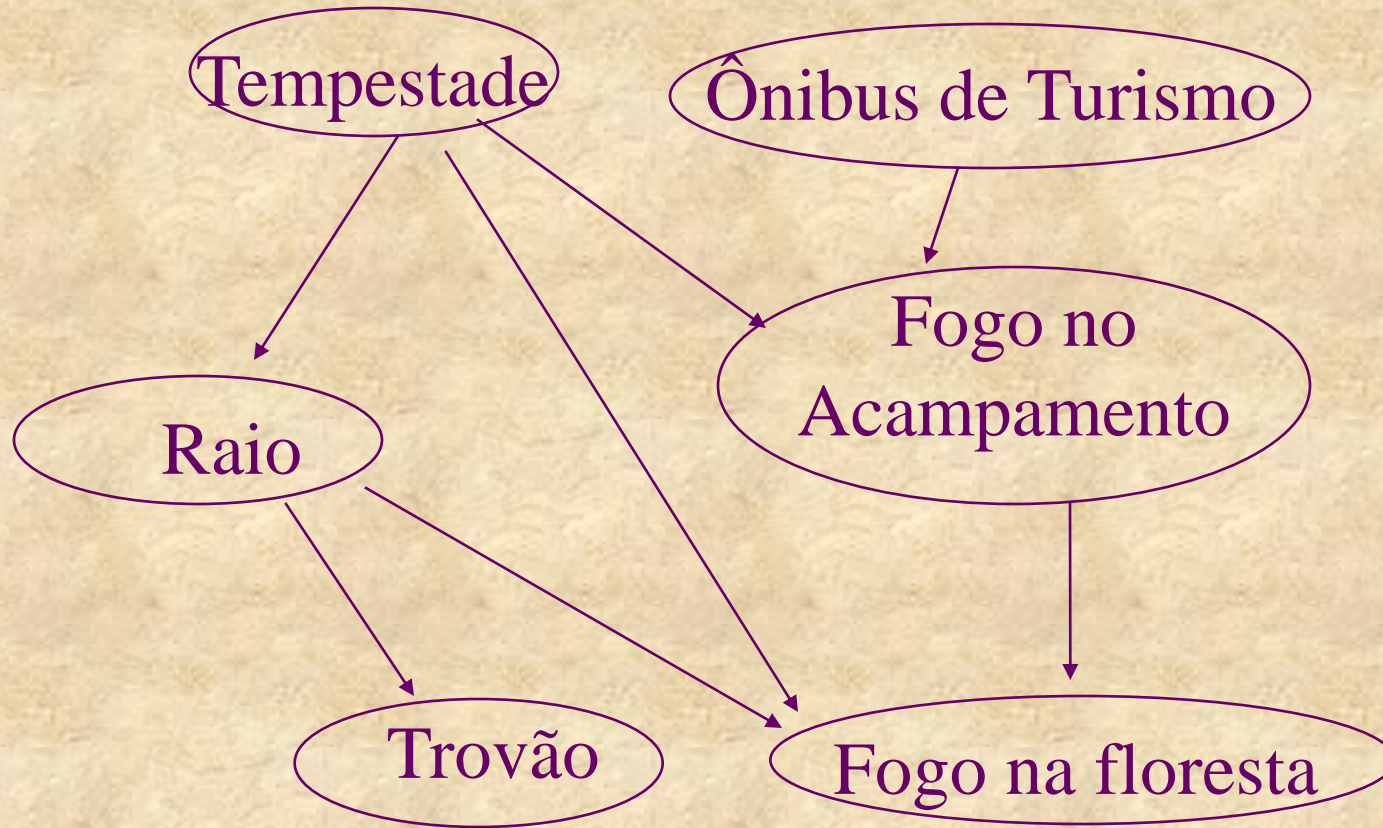 Tempestade
Ônibus de Turismo
Fogo no
Acampamento
Raio
Trovão
Fogo na floresta